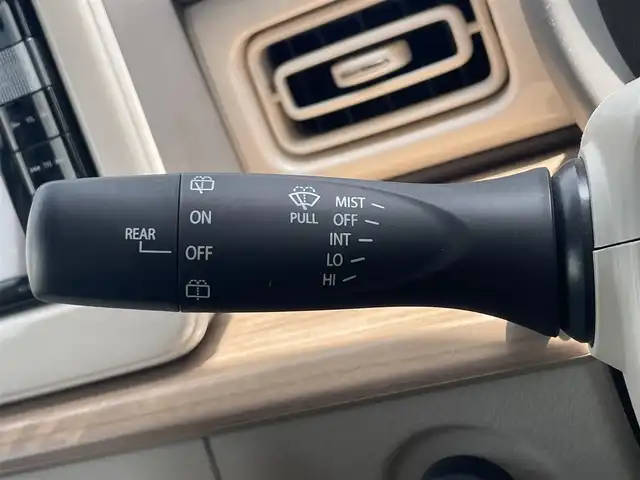 REAR
ON
OFF
PULL
MIST
OFF
INT
LO
HI